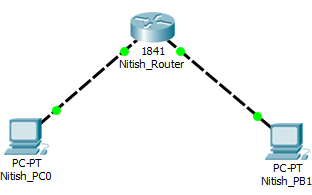 1841
Nitish_Router
PC-PT
Nitish_PC0
PC-PT
Nitish_PB1